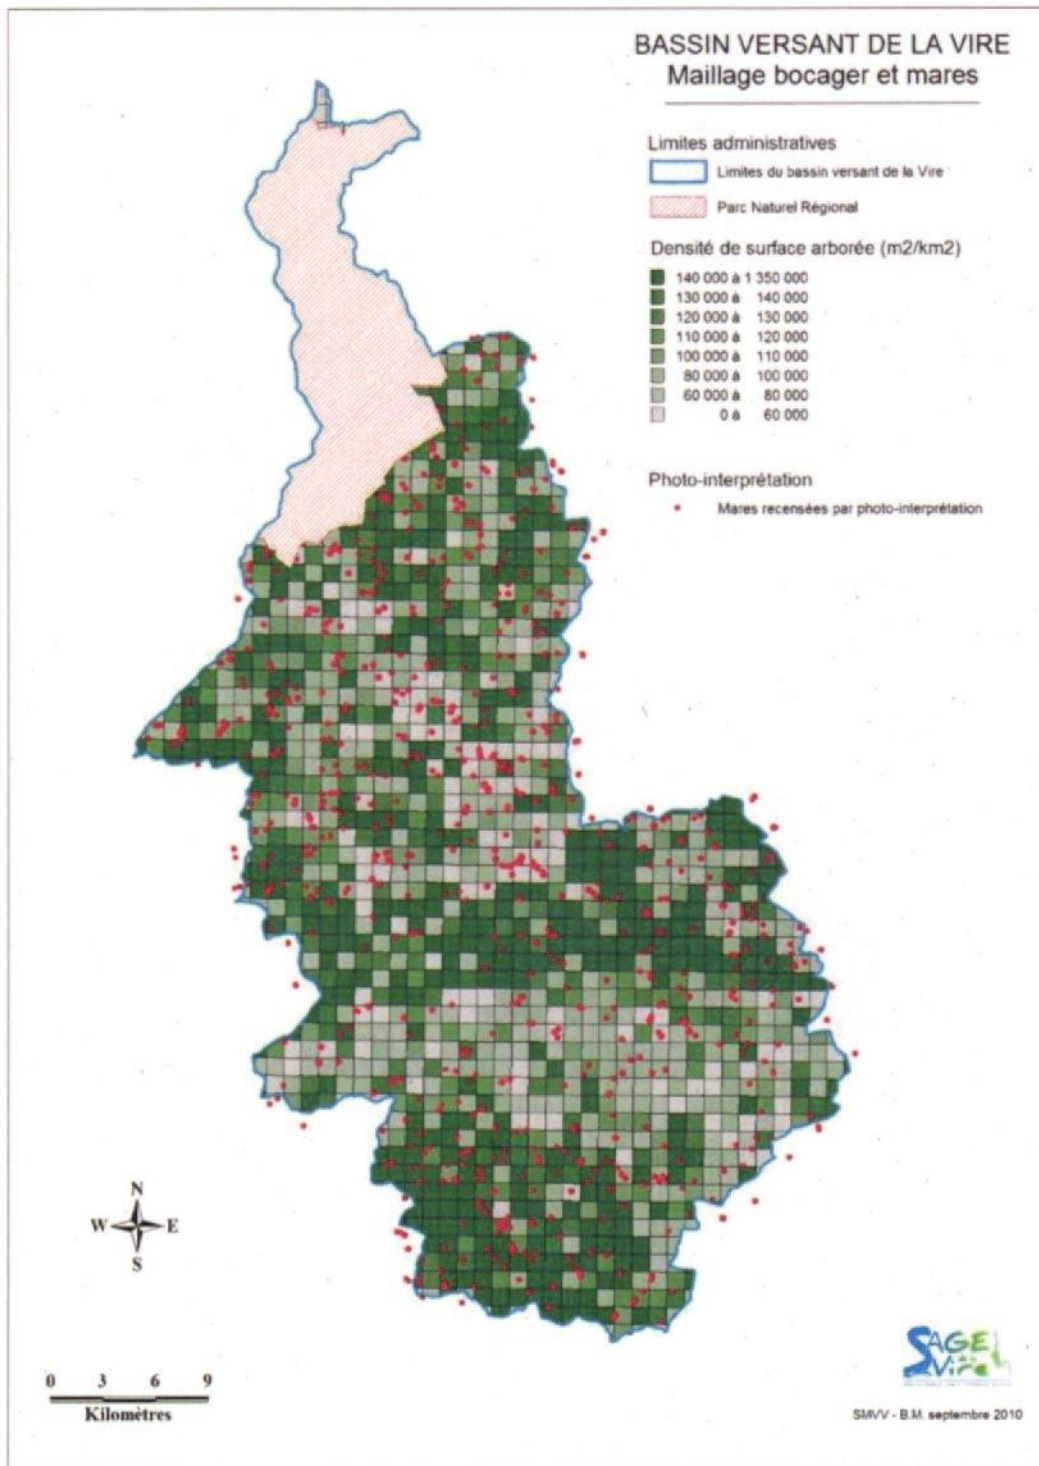 BASSIN VERSANT DE LA VIRE
Maillage bocager et mares
Limites administratives
Limites du bassin versant de la Vire
Parc Naturel Régional
Densité de surface arborée (m2/km2)
140 000 à 1 350 000
130 000 à 140 000
120 000 à 130 000
110 000 à 120 000
100 000 à 110 000
80 000 à 100 000
60 000 à 80 000
0 à 60 000
Photo-interprétation
Mares recensées par photo-interprétation
N
W E
S
0 3 6 9
Kilomètres
SAGE
Vire
SMVV - B.M. septembre 2010